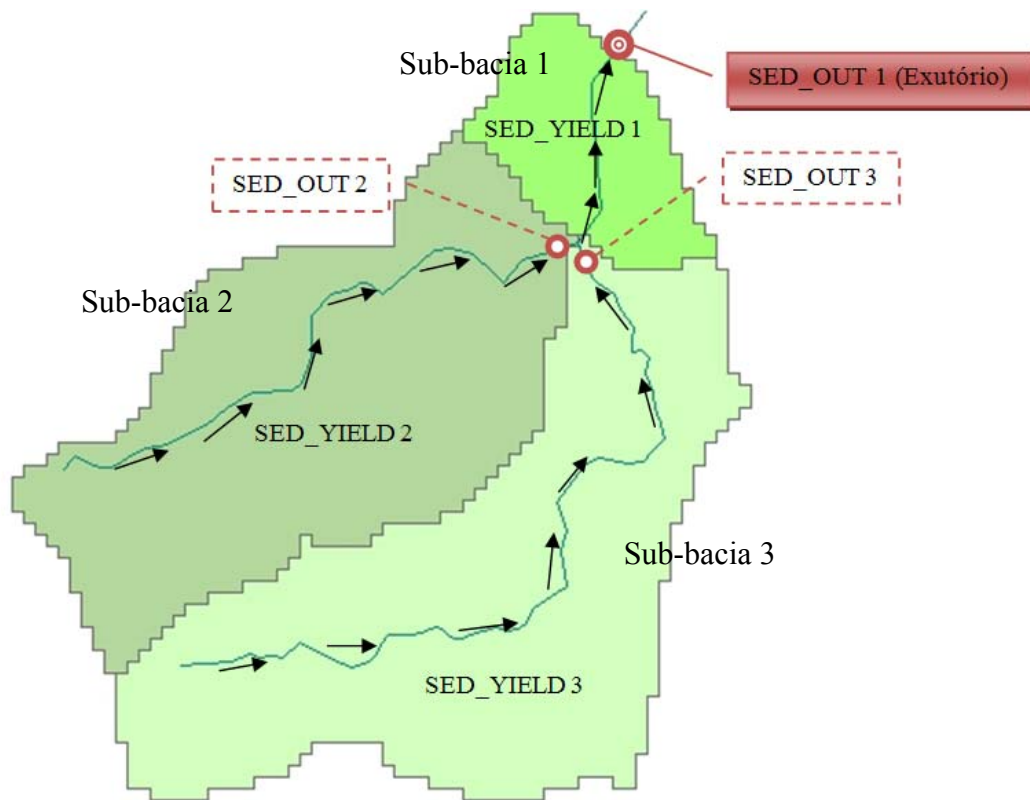 Sub-bacia 1
SED_OUT 1 (Exutório)
SED_YIELD 1
SED_OUT 2
SED_OUT 3
Sub-bacia 2
SED_YIELD 2
Sub-bacia 3
SED_YIELD 3